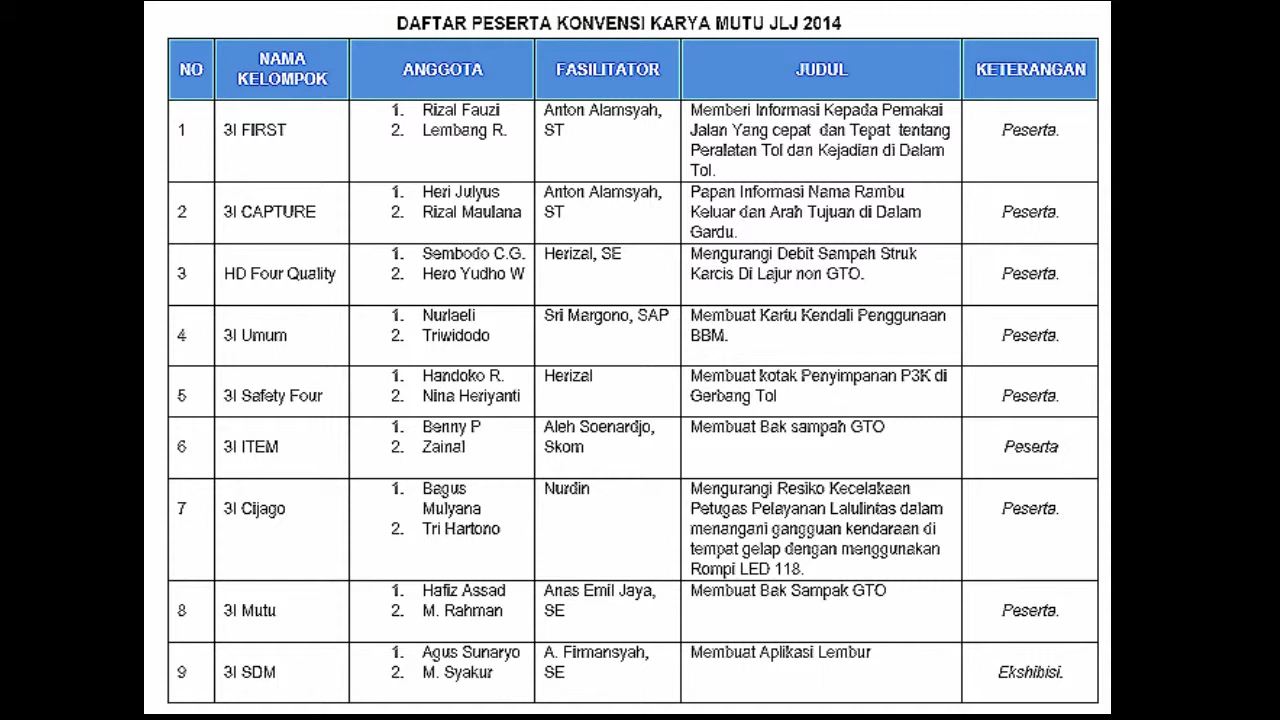 DAFTAR PESERTA KONVENSI KARYA MUTU JLJ 2014
NO
NAMA
KELOMPOK
ANGGOTA
FASILITATOR
JUDUL
KETERANGAN
1
3I FIRST
1. Rizal Fauzi
2. Lembang R.
Anton Alamsyah,
ST
Memberi Informasi Kepada Pemakai
Jalan Yang cepat dan Tepat tentang
Peralatan Tol dan Kejadian di Dalam
Tol.
Peserta.
2
3I CAPTURE
1. Heri Julyus
2. Rizal Maulana
Anton Alamsyah,
ST
Papan Informasi Nama Rambu
Keluar dan Arah Tujuan di Dalam
Gardu.
Peserta.
3
HD Four Quality
1. Sembodo C.G.
2. Hero Yudho W
Herizal, SE
Mengurangi Debit Sampah Struk
Karcis Di Lajur non GTO.
Peserta.
4
3I Umum
1. Nurlaeli
2. Triwidodo
Sri Margono, SAP
Membuat Kartu Kendali Penggunaan
BBM.
Peserta.
5
3I Safety Four
1. Handoko R.
2. Nina Heriyanti
Herizal
Membuat kotak Penyimpanan P3K di
Gerbang Tol
Peserta.
6
3I ITEM
1. Benny P
2. Zainal
Aleh Soenardjo,
Skom
Membuat Bak sampah GTO
Peserta
7
3I Cijago
1. Bagus
Mulyana
2. Tri Hartono
Nurdin
Mengurangi Resiko Kecelakaan
Petugas Pelayanan Lalulintas dalam
menangani gangguan kendaraan di
tempat gelap dengan menggunakan
Rompi LED 118.
Peserta.
8
3I Mutu
1. Hafiz Assad
2. M. Rahman
Anas Emil Jaya,
SE
Membuat Bak Sampak GTO
Peserta.
9
3I SDM
1. Agus Sunaryo
2. M. Syakur
A. Firmansyah,
SE
Membuat Aplikasi Lembur
Ekshibisi.